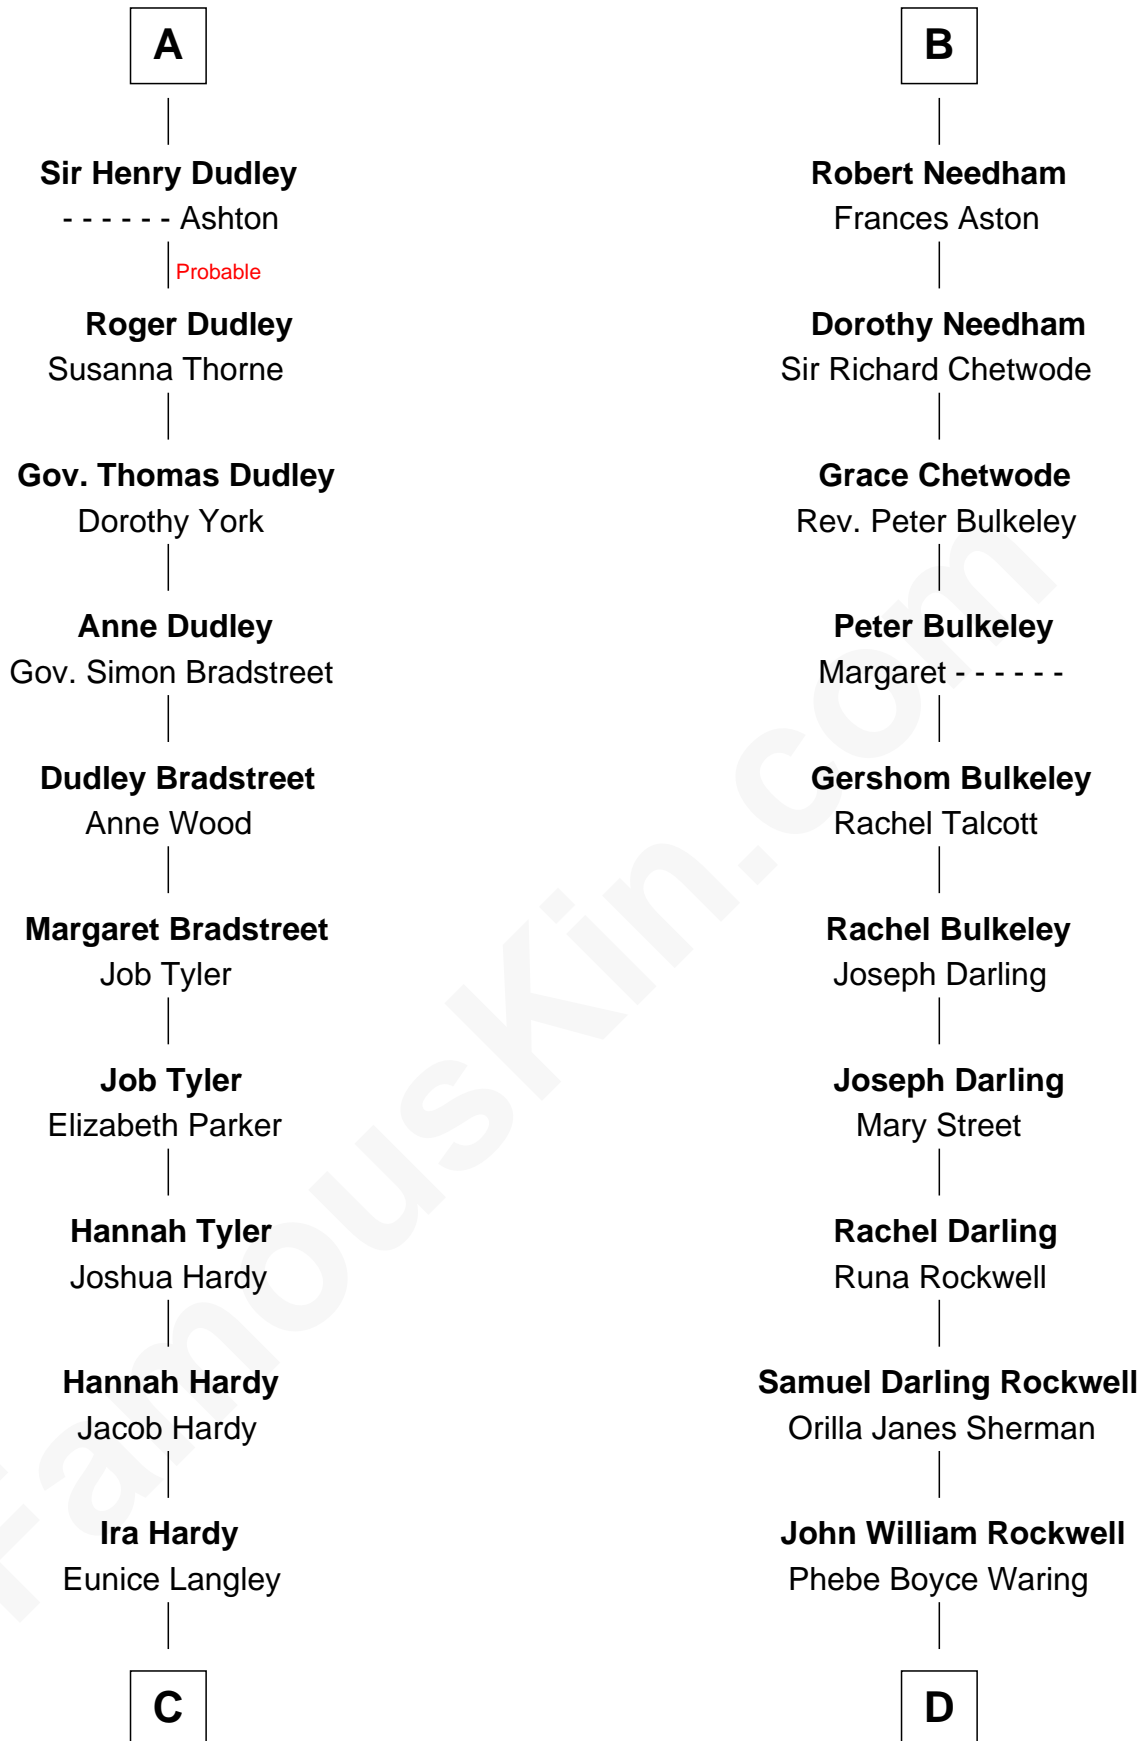 A
Sir Henry Dudley
- - - - - - Ashton
Probable
Roger Dudley
Susanna Thorne
Gov. Thomas Dudley
Dorothy York
Anne Dudley
Gov. Simon Bradstreet
Dudley Bradstreet
Anne Wood
Margaret Bradstreet
Job Tyler
Job Tyler
Elizabeth Parker
Hannah Tyler
Joshua Hardy
Hannah Hardy
Jacob Hardy
Ira Hardy
Eunice Langley
C
B
Robert Needham
Frances Aston
Dorothy Needham
Sir Richard Chetwode
Grace Chetwode
Rev. Peter Bulkeley
Peter Bulkeley
Margaret - - - - - -
Gershom Bulkeley
Rachel Talcott
Rachel Bulkeley
Joseph Darling
Joseph Darling
Mary Street
Rachel Darling
Runa Rockwell
Samuel Darling Rockwell
Orilla Janes Sherman
John William Rockwell
Phebe Boyce Waring
D
FamousKin.com